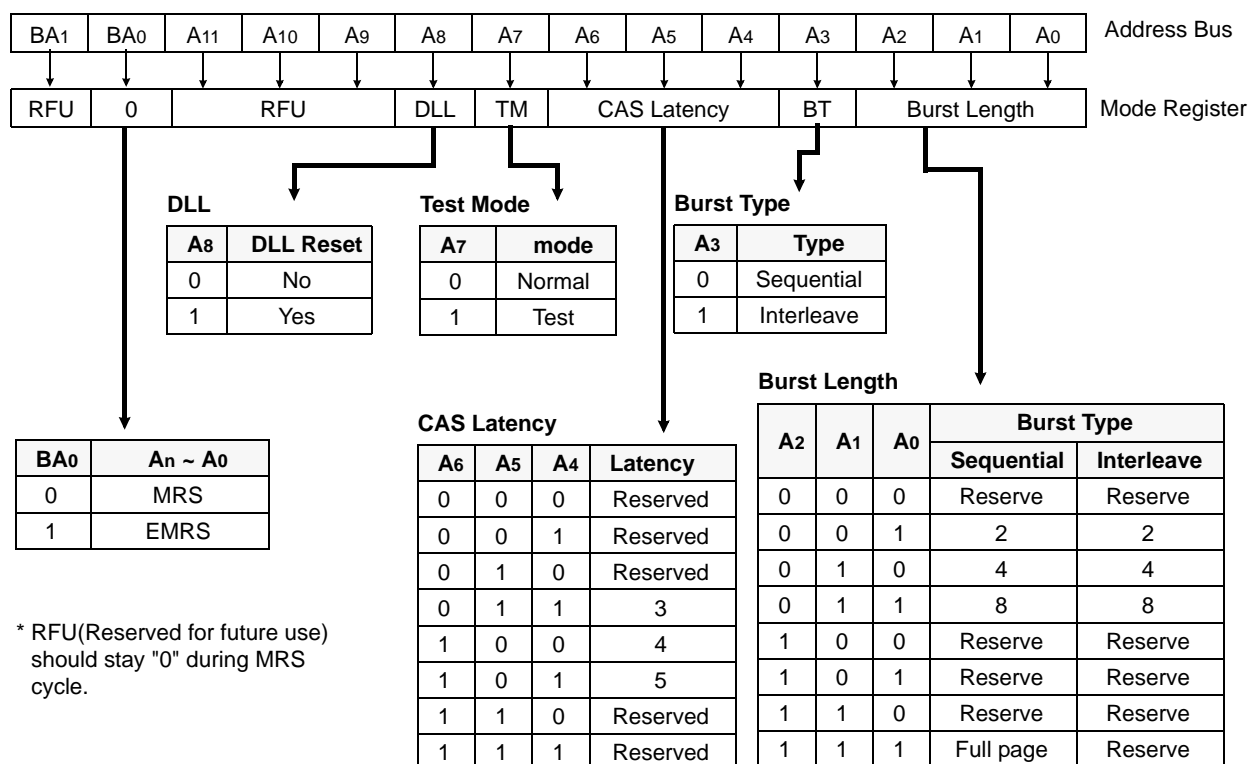 BA1 BA0 A11 A10 A9 A8 A7 A6 A5 A4 A3 A2 A1 A0 Address Bus
RFU 0 RFU DLL TM CAS Latency BT Burst Length Mode Register
DLL
A8 DLL Reset
0 No
1 Yes
Test Mode
A7 mode
0 Normal
1 Test
Burst Type
A3 Type
0 Sequential
1 Interleave
BA0 An ~ A0
0 MRS
1 EMRS
* RFU(Reserved for future use)
should stay "0" during MRS
cycle.
CAS Latency
A6 A5 A4 Latency
0 0 0 Reserved
0 0 1 Reserved
0 1 0 Reserved
0 1 1 3
1 0 0 4
1 0 1 5
1 1 0 Reserved
1 1 1 Reserved
Burst Length
A2 A1 A0 Burst Type
Sequential Interleave
0 0 0 Reserve Reserve
0 0 1 2 2
0 1 0 4 4
0 1 1 8 8
1 0 0 Reserve Reserve
1 0 1 Reserve Reserve
1 1 0 Reserve Reserve
1 1 1 Full page Reserve